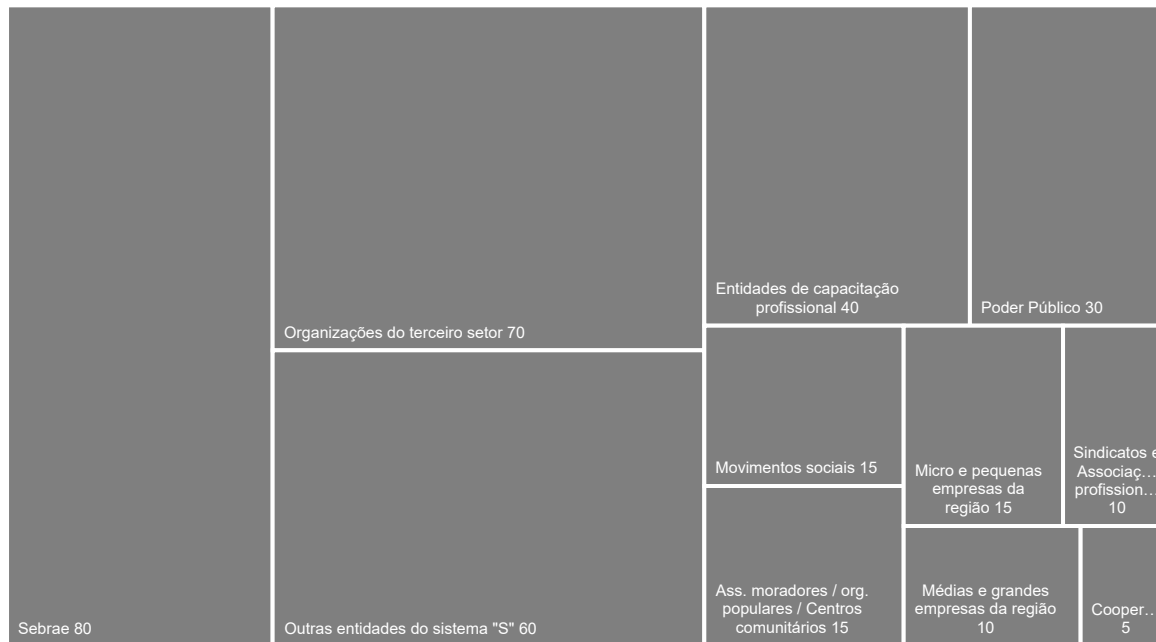 Sebrae 80
Organizações do terceiro setor 70
Outras entidades do sistema "S" 60
Entidades de capacitação
profissional 40
Poder Público 30
Movimentos sociais 15
Ass. moradores / org.
populares / Centros
comunitários 15
Micro e pequenas
empresas da
região 15
Sindicatos e
Associaç…
profission…
10
Médias e grandes
empresas da região
10
Cooper…
5